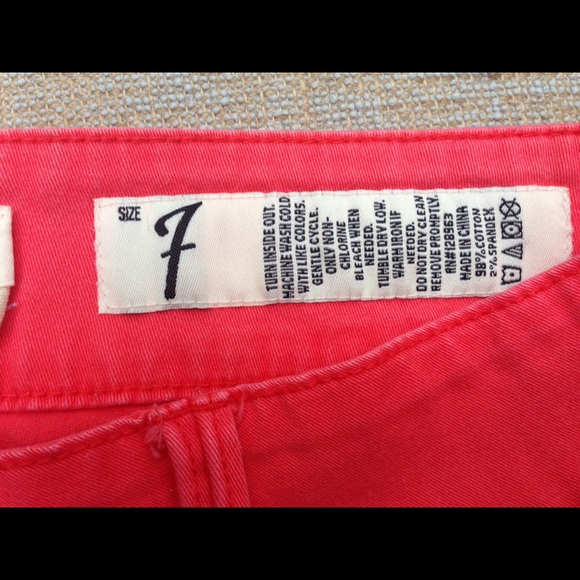 SIZE
7
TURN INSIDE OUT.
MACHINE WASH COLD
WITH LIKE COLORS.
GENTLE CYCLE.
ONLY NON-
CHLORINE
BLEACH WHEN
NEEDED.
TUMBLE DRY LOW.
WARM IRON IF
NEEDED.
DO NOT DRY CLEAN
REMOVE PROMPTLY.
RN#128963
MADE IN CHINA
98% COTTON
2% SPANDEX